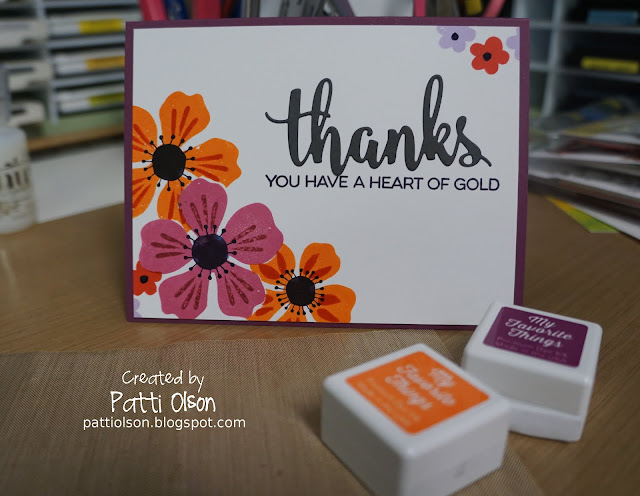 thanks
YOU HAVE A HEART OF GOLD
My
Favorite
Things
My
Favorite
Things
Created by
Patti Olson
pattiolson.blogspot.com